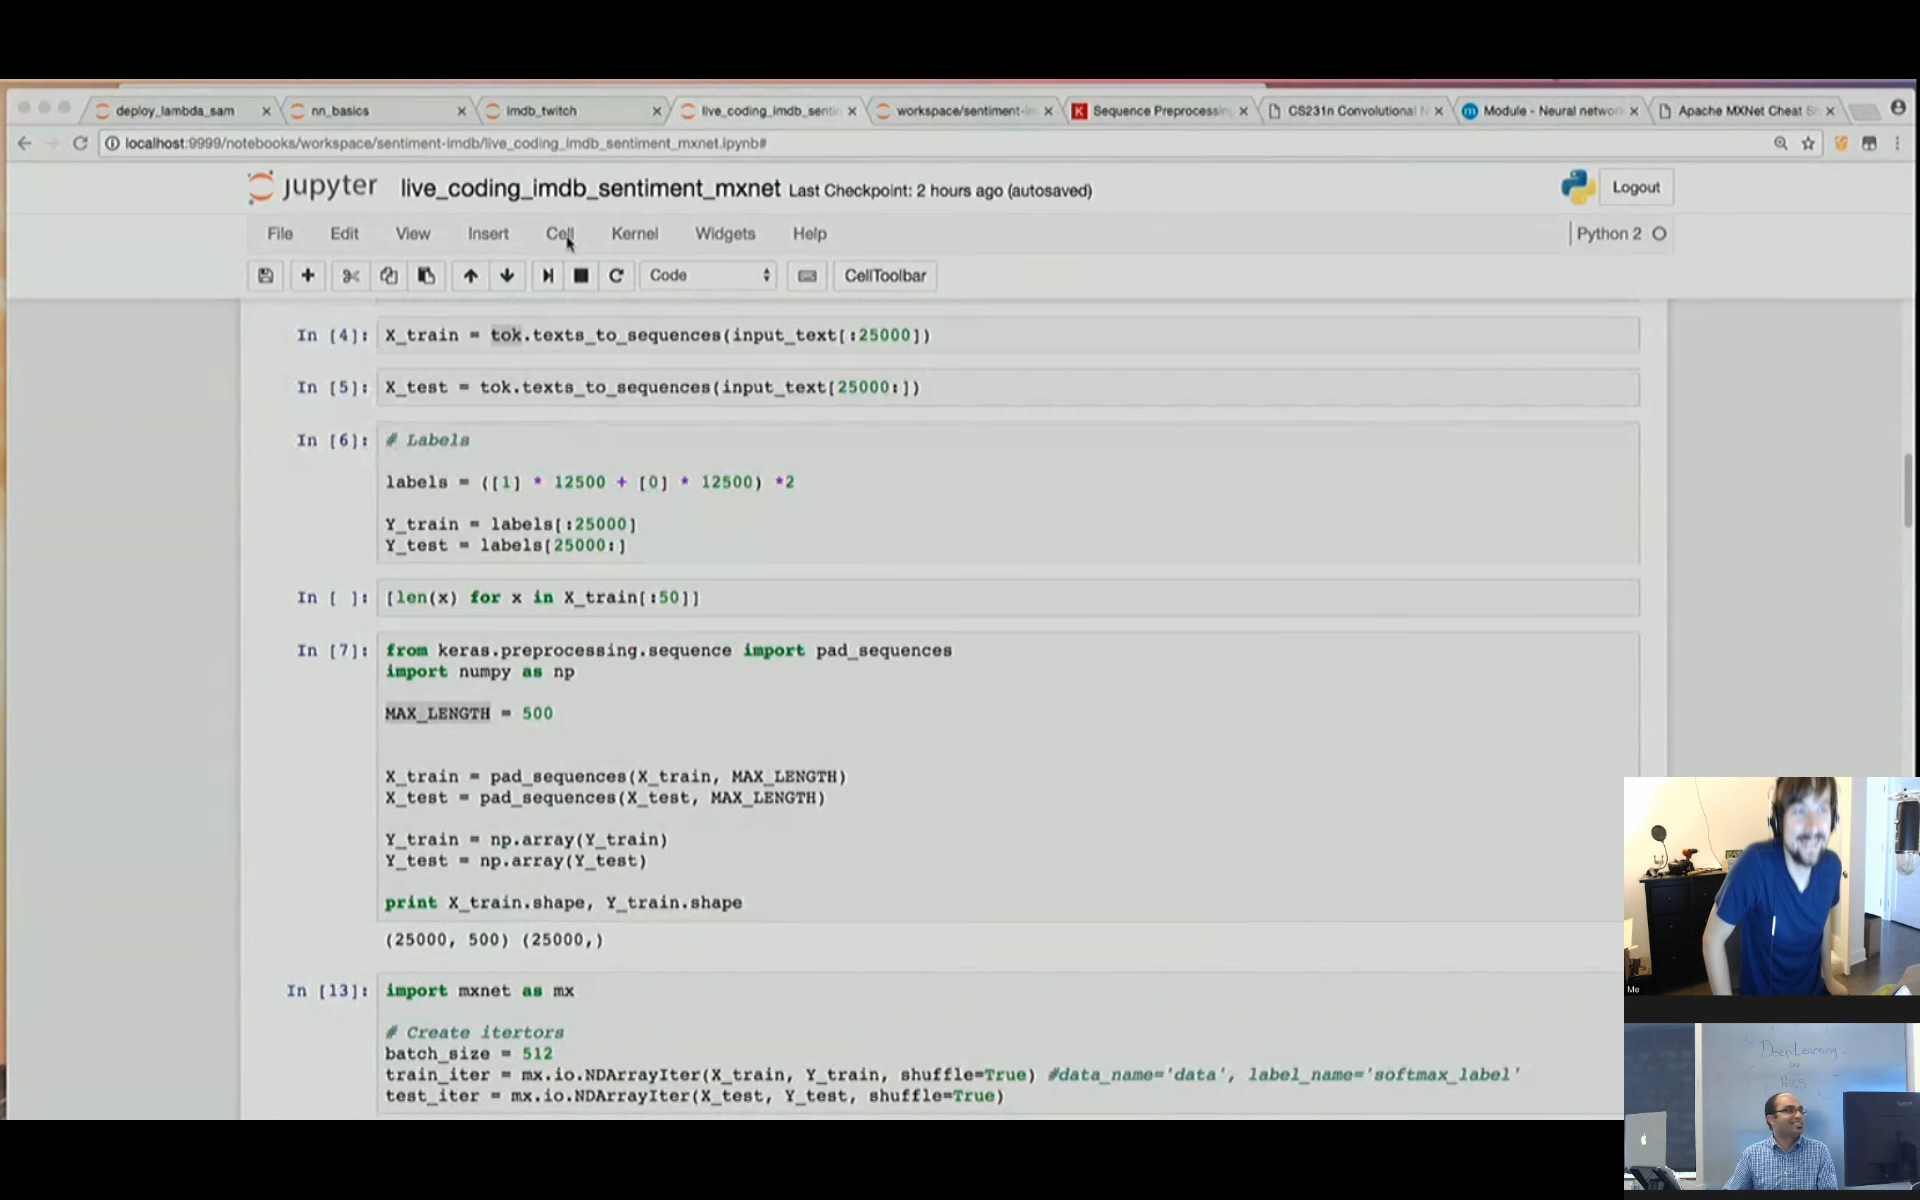 deploy_lambda_sam
nn_basics
imdb_twitch
live_coding_imdb_senti
workspace/sentiment-i
Sequence Preprocessin
CS231n Convolutional N
Module - Neural networ
Apache MXNet Cheat S
localhost:9999/notebooks/workspace/sentiment-imdb/live_coding_imdb_sentiment_mxnet.ipynb#
jupyter live_coding_imdb_sentiment_mxnet Last Checkpoint: 2 hours ago (autosaved)
Logout
File Edit View Insert Cell Kernel Widgets Help
Python 2
Code
CellToolbar
In [4]: X_train = tok.texts_to_sequences(input_text[:25000])
In [5]: X_test = tok.texts_to_sequences(input_text[25000:])
In [6]: # Labels
labels = ([1] * 12500 + [0] * 12500) *2
Y_train = labels[:25000]
Y_test = labels[25000:]
In [ ]: [len(x) for x in X_train[:50]]
In [7]: from keras.preprocessing.sequence import pad_sequences
import numpy as np
MAX_LENGTH = 500
X_train = pad_sequences(X_train, MAX_LENGTH)
X_test = pad_sequences(X_test, MAX_LENGTH)
Y_train = np.array(Y_train)
Y_test = np.array(Y_test)
print X_train.shape, Y_train.shape
(25000, 500) (25000,)
In [13]: import mxnet as mx
# Create itertors
batch_size = 512
train_iter = mx.io.NDArrayIter(X_train, Y_train, shuffle=True) #data_name='data', label_name='softmax_label'
test_iter = mx.io.NDArrayIter(X_test, Y_test, shuffle=True)
Me
Deep Learning
on
AWS